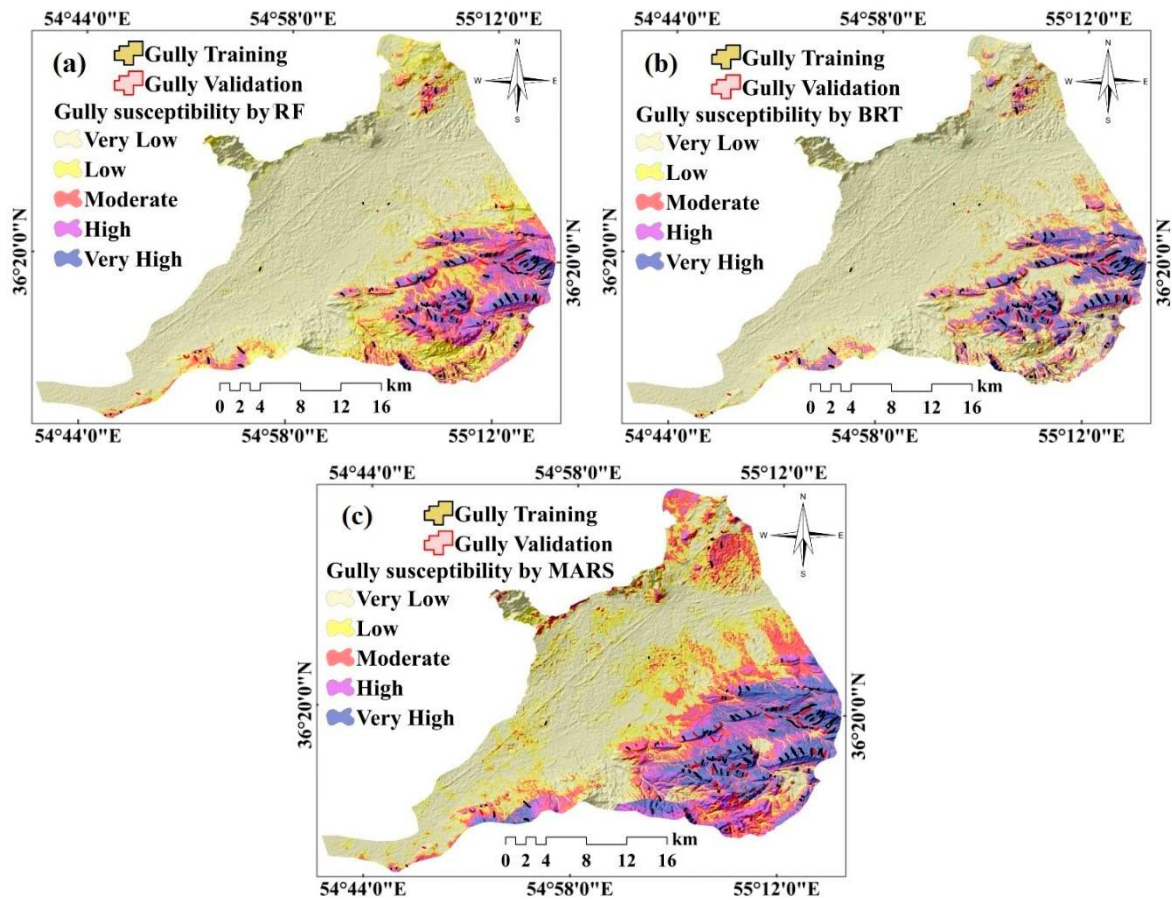 54°44'0"E 54°58'0"E 55°12'0"E
(a)
Gully Training
Gully Validation
Gully susceptibility by RF
Very Low
Low
Moderate
High
Very High
N
W E
S
36°20'0"N
36°20'0"N
km
0 2 4 8 12 16
54°44'0"E 54°58'0"E 55°12'0"E
54°44'0"E 54°58'0"E 55°12'0"E
(b)
Gully Training
Gully Validation
Gully susceptibility by BRT
Very Low
Low
Moderate
High
Very High
N
W E
S
36°20'0"N
36°20'0"N
km
0 2 4 8 12 16
54°44'0"E 54°58'0"E 55°12'0"E
54°44'0"E 54°58'0"E 55°12'0"E
(c)
Gully Training
Gully Validation
Gully susceptibility by MARS
Very Low
Low
Moderate
High
Very High
N
W E
S
36°20'0"N
36°20'0"N
km
0 2 4 8 12 16
54°44'0"E 54°58'0"E 55°12'0"E